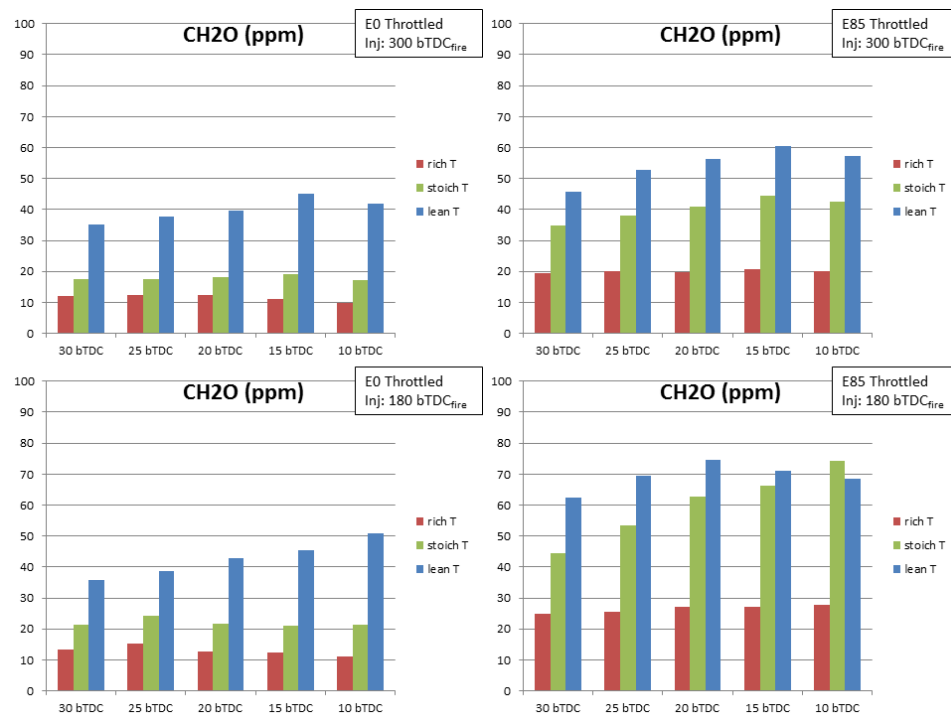 CH2O (ppm)
E0 Throttled
Inj: 300 bTDCfire
100
90
80
70
60
50
40
30
20
10
0
rich T
stoich T
lean T
30 bTDC 25 bTDC 20 bTDC 15 bTDC 10 bTDC
CH2O (ppm)
E85 Throttled
Inj: 300 bTDCfire
100
90
80
70
60
50
40
30
20
10
0
rich T
stoich T
lean T
30 bTDC 25 bTDC 20 bTDC 15 bTDC 10 bTDC
CH2O (ppm)
E0 Throttled
Inj: 180 bTDCfire
100
90
80
70
60
50
40
30
20
10
0
rich T
stoich T
lean T
30 bTDC 25 bTDC 20 bTDC 15 bTDC 10 bTDC
CH2O (ppm)
E85 Throttled
Inj: 180 bTDCfire
100
90
80
70
60
50
40
30
20
10
0
rich T
stoich T
lean T
30 bTDC 25 bTDC 20 bTDC 15 bTDC 10 bTDC